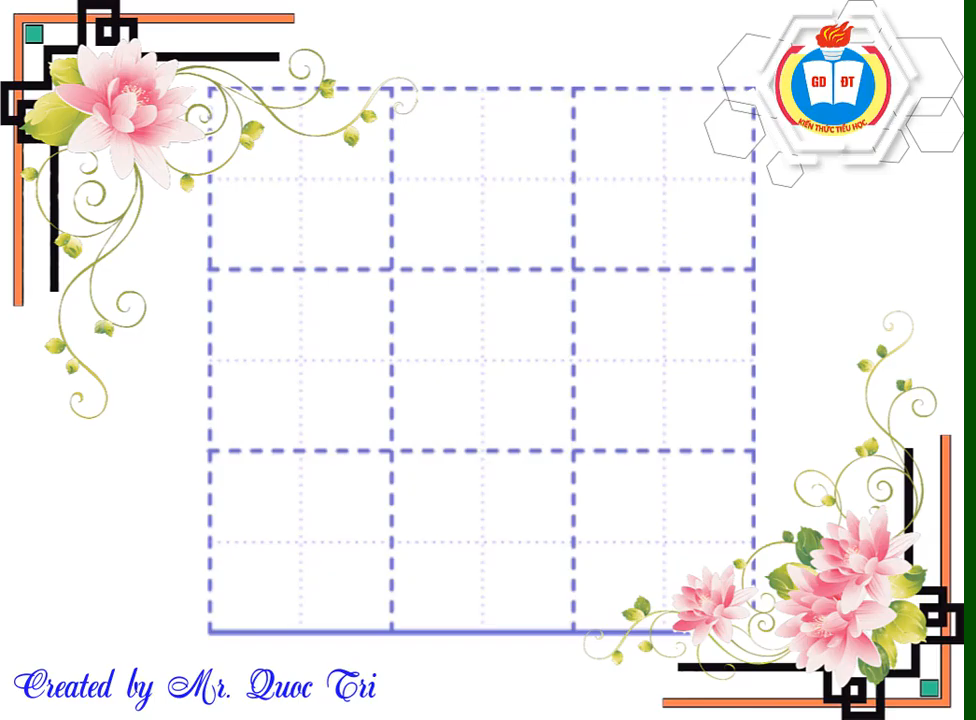 GD ĐT
KIẾN THỨC TIỂU HỌC
Created by Mr. Quoc Tri